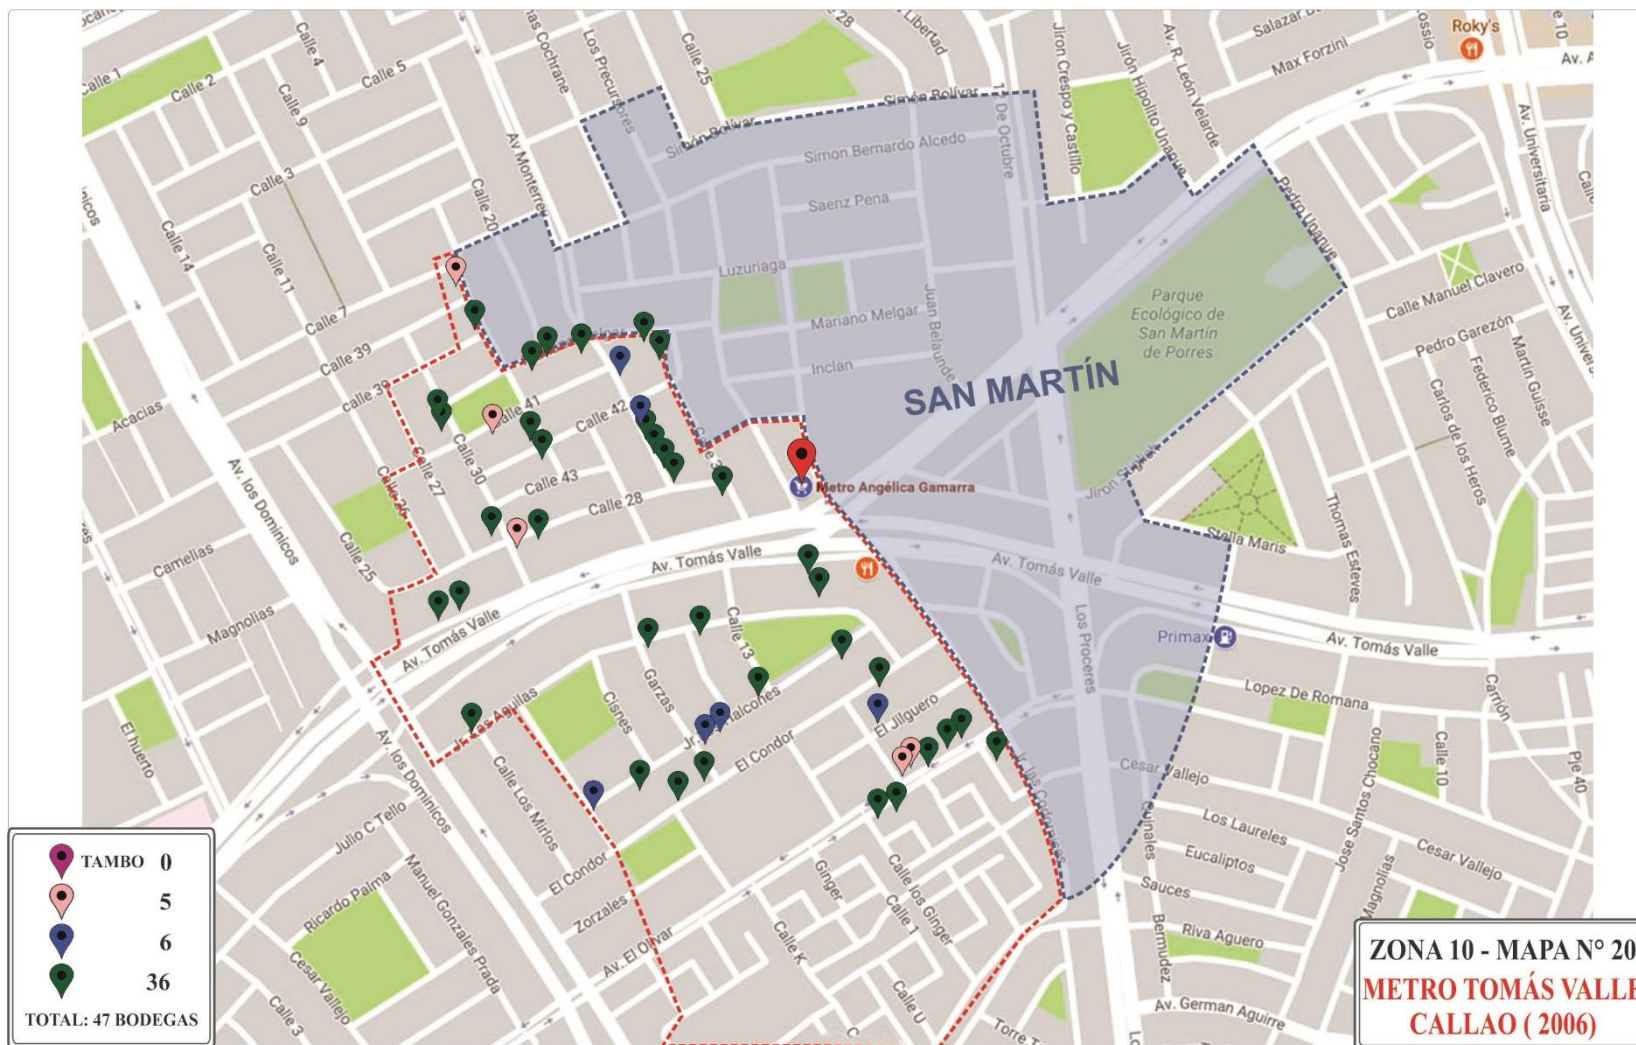 Calle 1
Calle 2
Calle 4
Calle 5
Calle 9
Calle 3
Calle 14
Calle 11
Calle 7
Calle 20
Av Monterrey
Los Precursores
Calle 25
Simón Bolívar
Simón Bolívar
Jiron Crespo y Castillo
Jirón Hipólito Unanue
Av. R. León Velarde
Max Forzini
Roky's
Av. Universitaria
Simon Bernardo Alcedo
De Octubre
Saenz Pena
Luzuriaga
Mariano Melgar
Juan Belaunde
Inclan
Pedro Unanue
Parque
Ecológico de
San Martín
de Porres
Calle Manuel Clavero
Pedro Garezón
Martin Guisse
Federico Blume
Carlos de los Heros
SAN MARTÍN
Calle 39
Acacias
Calle 41
Calle 42
Calle 30
Calle 27
Calle 43
Calle 28
Calle 25
Camelias
Magnolias
Av. los Dominicos
Metro Angélica Gamarra
Stella Maris
Thomas Esteves
Av. Tomás Valle
Av. Tomás Valle
Av. Tomás Valle
Av. Tomás Valle
Primax
Los Proceres
Lopez De Romana
Carrión
Calle 13
Garzas
Cisnes
El Condor
El Jilguero
El huerto
Av. los Dominicos
Calle Los Mirlos
Cesar Vallejo
Jose Santos Chocano
Calle 10
Pje 40
Los Laureles
Eucaliptos
Cesar Vallejo
Sauces
Magnolias
Bermudez
Riva Aguero
Av. German Aguirre
Julio C Tello
Ricardo Palma
Manuel Gonzales Prada
Cesar Vallejo
Calle 3
El Condor
Zorzales
Av. El Olivar
Ginger
Calle los Ginger
Calle 1
Calle K
Calle U
TAMBO 0
5
6
36
TOTAL: 47 BODEGAS
ZONA 10 - MAPA N° 20
METRO TOMÁS VALLE
CALLAO ( 2006)